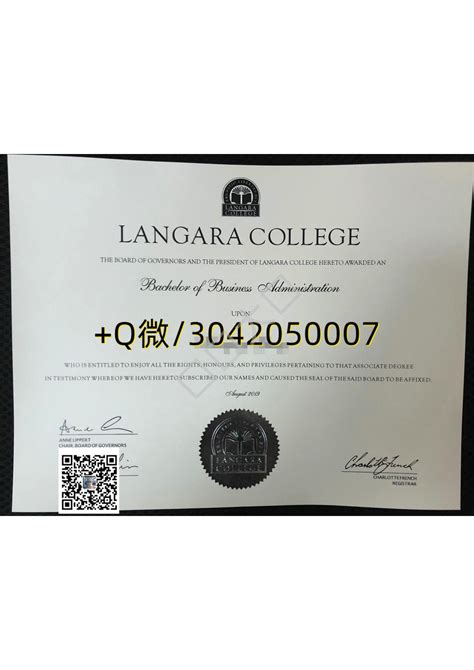 LANGARA
COLLEGE
LANGARA COLLEGE
THE BOARD OF GOVERNORS AND THE PRESIDENT OF LANGARA COLLEGE HERETO AWARDED AN
Bachelor of Business Administration
UPON
+Q微/3042050007
WHO IS ENTITLED TO ENJOY ALL THE RIGHTS, HONOURS, AND PRIVILEGES PERTAINING TO THAT ASSOCIATE DEGREE
IN TESTIMONY WHEREOF WE HAVE HERETO SUBSCRIBED OUR NAMES AND CAUSED THE SEAL OF THE SAID BOARD TO BE AFFIXED.
August 2019
ANNE LIPPERT
CHAIR, BOARD OF GOVERNORS
LANGARA
COLLEGE
CHARLOTTE FRENCH
REGISTRAR